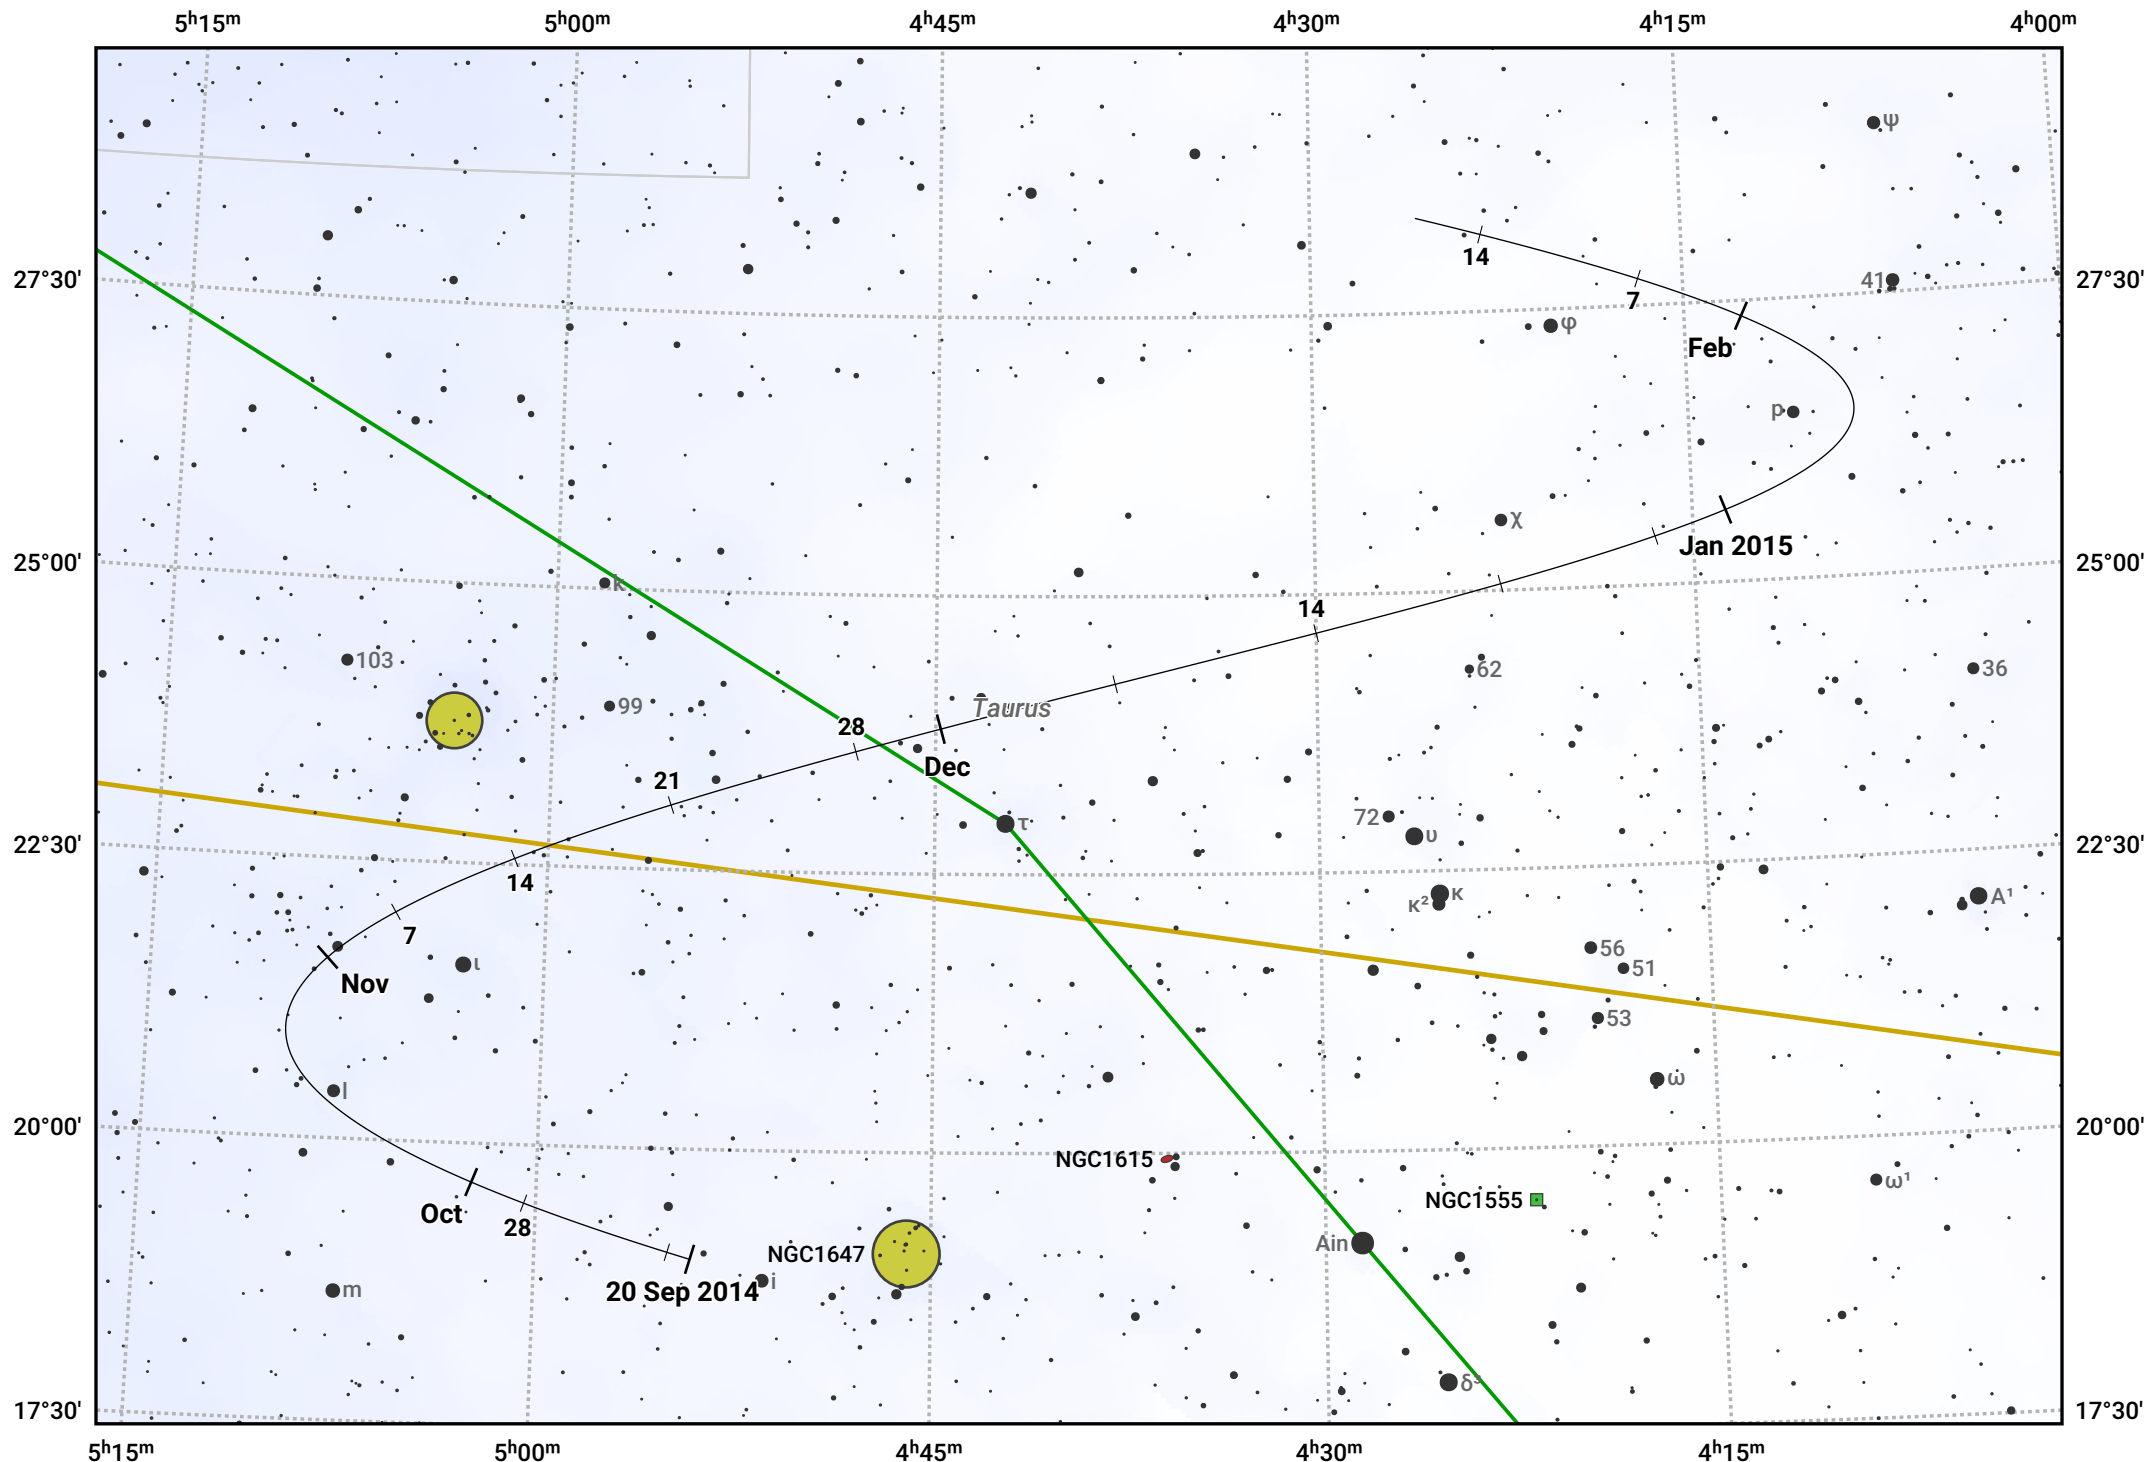 5ʰ15ᵐ 5ʰ00ᵐ 4ʰ45ᵐ 4ʰ30ᵐ 4ʰ15ᵐ 4ʰ00ᵐ
ψ
14
27°30' 41 27°30'
7
φ
Feb
p
χ
Jan 2015
25°00' 25°00'
k
14
103 62 36
99 Taurus
28
Dec
21
72 τ υ
22°30' 22°30'
14
κ
κ² A¹
7
56
ι 51
Nov
53
ω
l
20°00' 20°00'
NGC1615
ω¹
NGC1555
Oct
28
Ain
NGC1647
i
20 Sep 2014
m
δ³
17°30' 17°30'
5ʰ15ᵐ 5ʰ00ᵐ 4ʰ45ᵐ 4ʰ30ᵐ 4ʰ15ᵐ